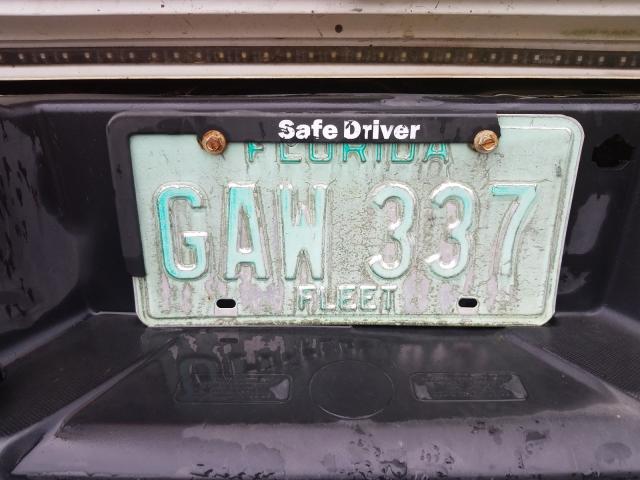 Safe Driver
FLORIDA
GAW 337
FLEET